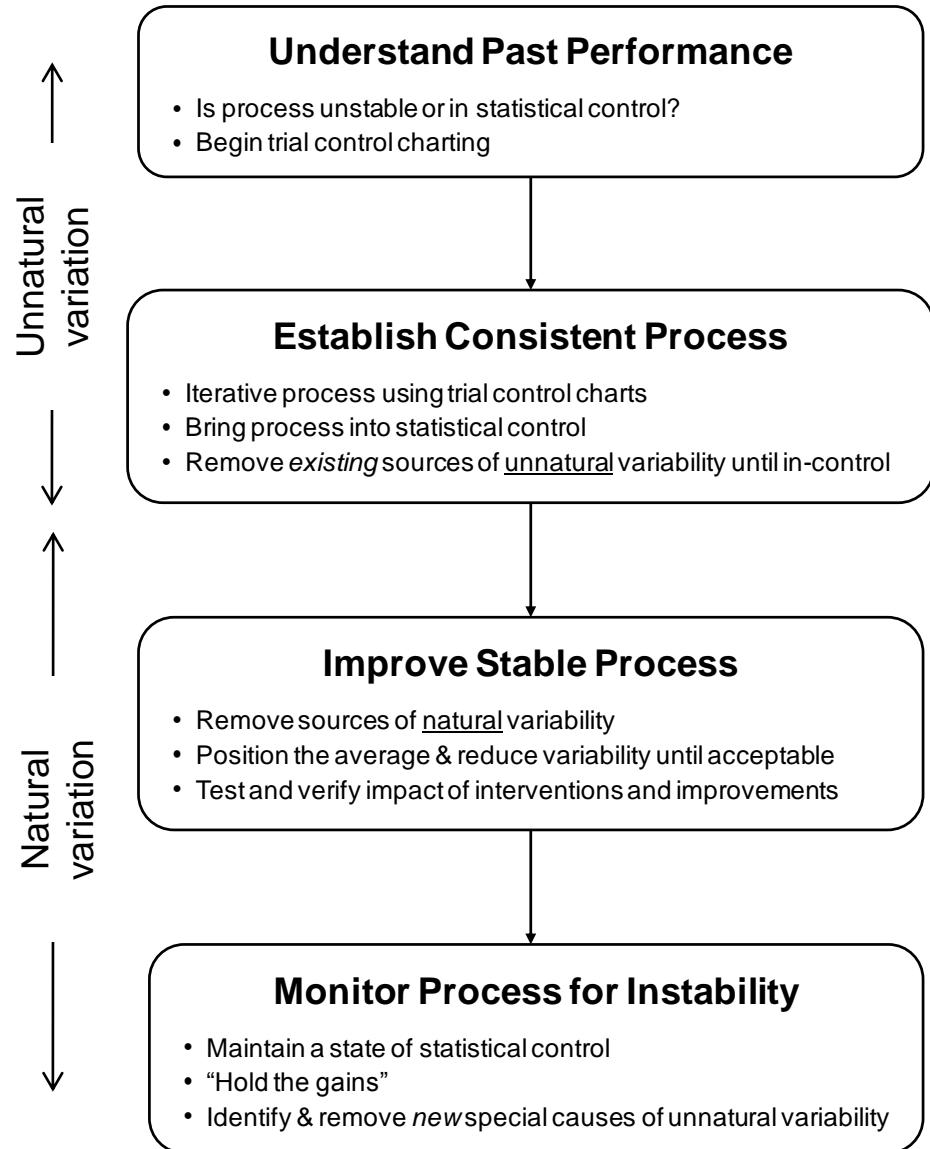 Understand Past Performance
• Is process unstable or in statistical control?
• Begin trial control charting
Unnatural
variation
Establish Consistent Process
• Iterative process using trial control charts
• Bring process into statistical control
• Remove existing sources of unnatural variability until in-control
Improve Stable Process
• Remove sources of natural variability
• Position the average & reduce variability until acceptable
• Test and verify impact of interventions and improvements
Natural
variation
Monitor Process for Instability
• Maintain a state of statistical control
• “Hold the gains”
• Identify & remove new special causes of unnatural variability